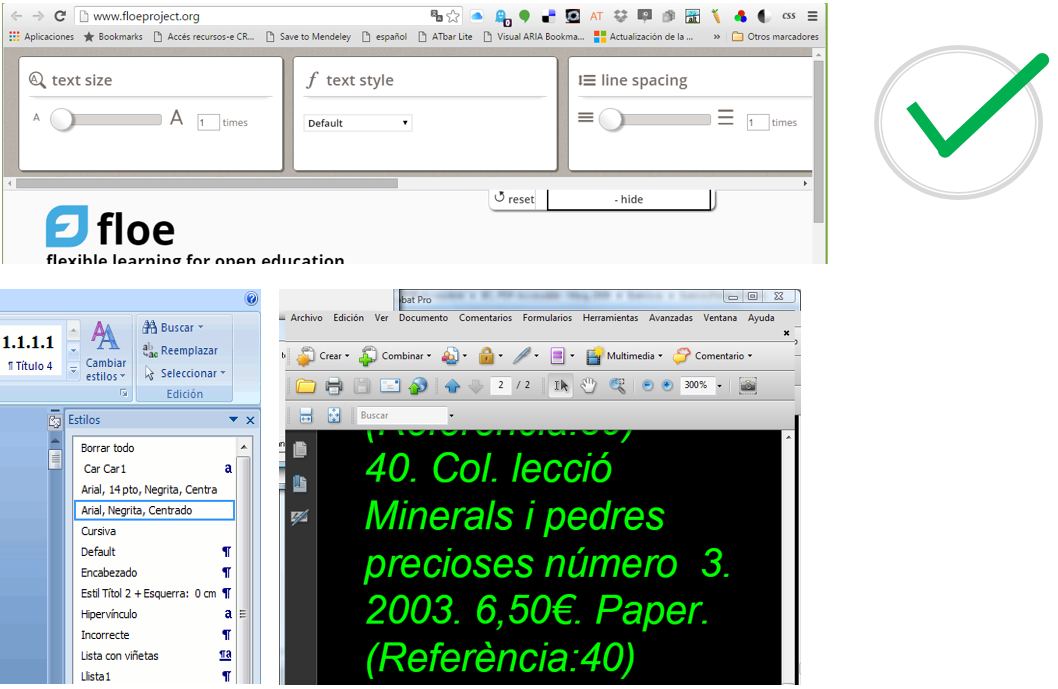 www.floeproject.org
AT
CSS
Aplicaciones Bookmarks Accés recursos-e CR... Save to Mendeley español ATbar Lite Visual ARIA Bookma... Actualización de la ... » Otros marcadores
text size
text style
line spacing
A A 1 times
Default
1 times
reset
- hide
floe
flexible learning for open education
1.1.1.1
¶ Título 4
Cambiar
estilos
Buscar
Reemplazar
Seleccionar
Edición
Estilos
Borrar todo
Car Car1 a
Arial, 14 pto, Negrita, Centra
Arial, Negrita, Centrado
Cursiva
Default ¶
Encabezado ¶
Estil Títol 2 + Esquerra: 0 cm ¶
Hipervínculo a
Incorrecte ¶
Lista con viñetas ¶a
Llista1 ¶
bat Pro
Archivo Edición Ver Documento Comentarios Formularios Herramientas Avanzadas Ventana Ayuda
Crear Combinar Multimedia Comentario
2 / 2 300%
Buscar
40. Col. lecció
Minerals i pedres
precioses número 3.
2003. 6,50€. Paper.
(Referència:40)